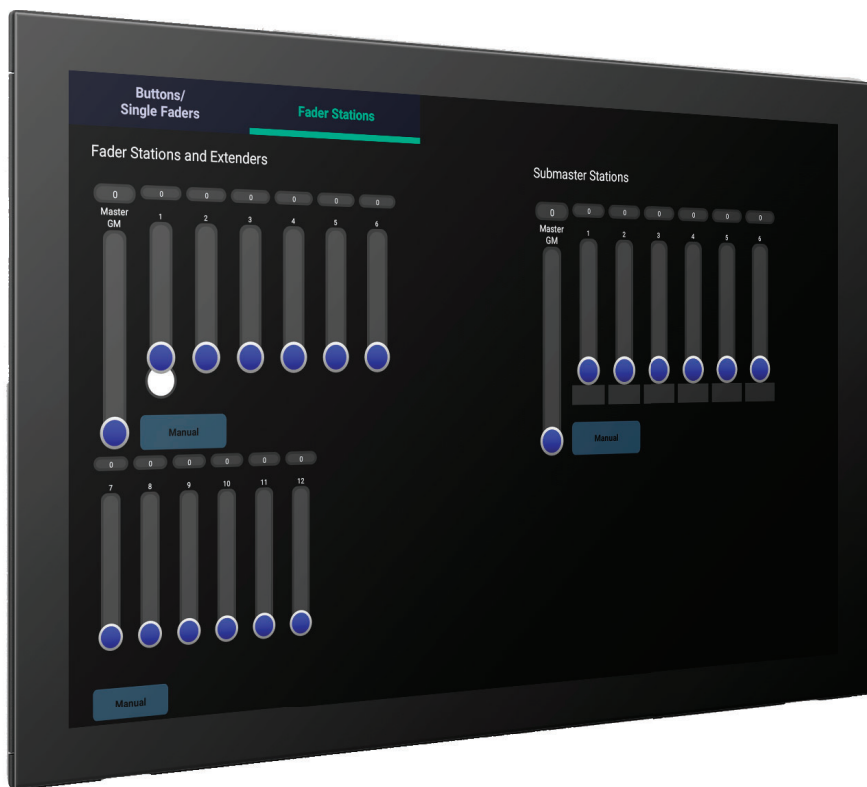 Buttons/
Single Faders
Fader Stations
Fader Stations and Extenders
0 0 0 0 0 0 0
Master
GM
1 2 3 4 5 6
Manual
0 0 0 0 0 0
7 8 9 10 11 12
Manual
Submaster Stations
0 0 0 0 0 0 0
Master
GM
1 2 3 4 5 6
Manual